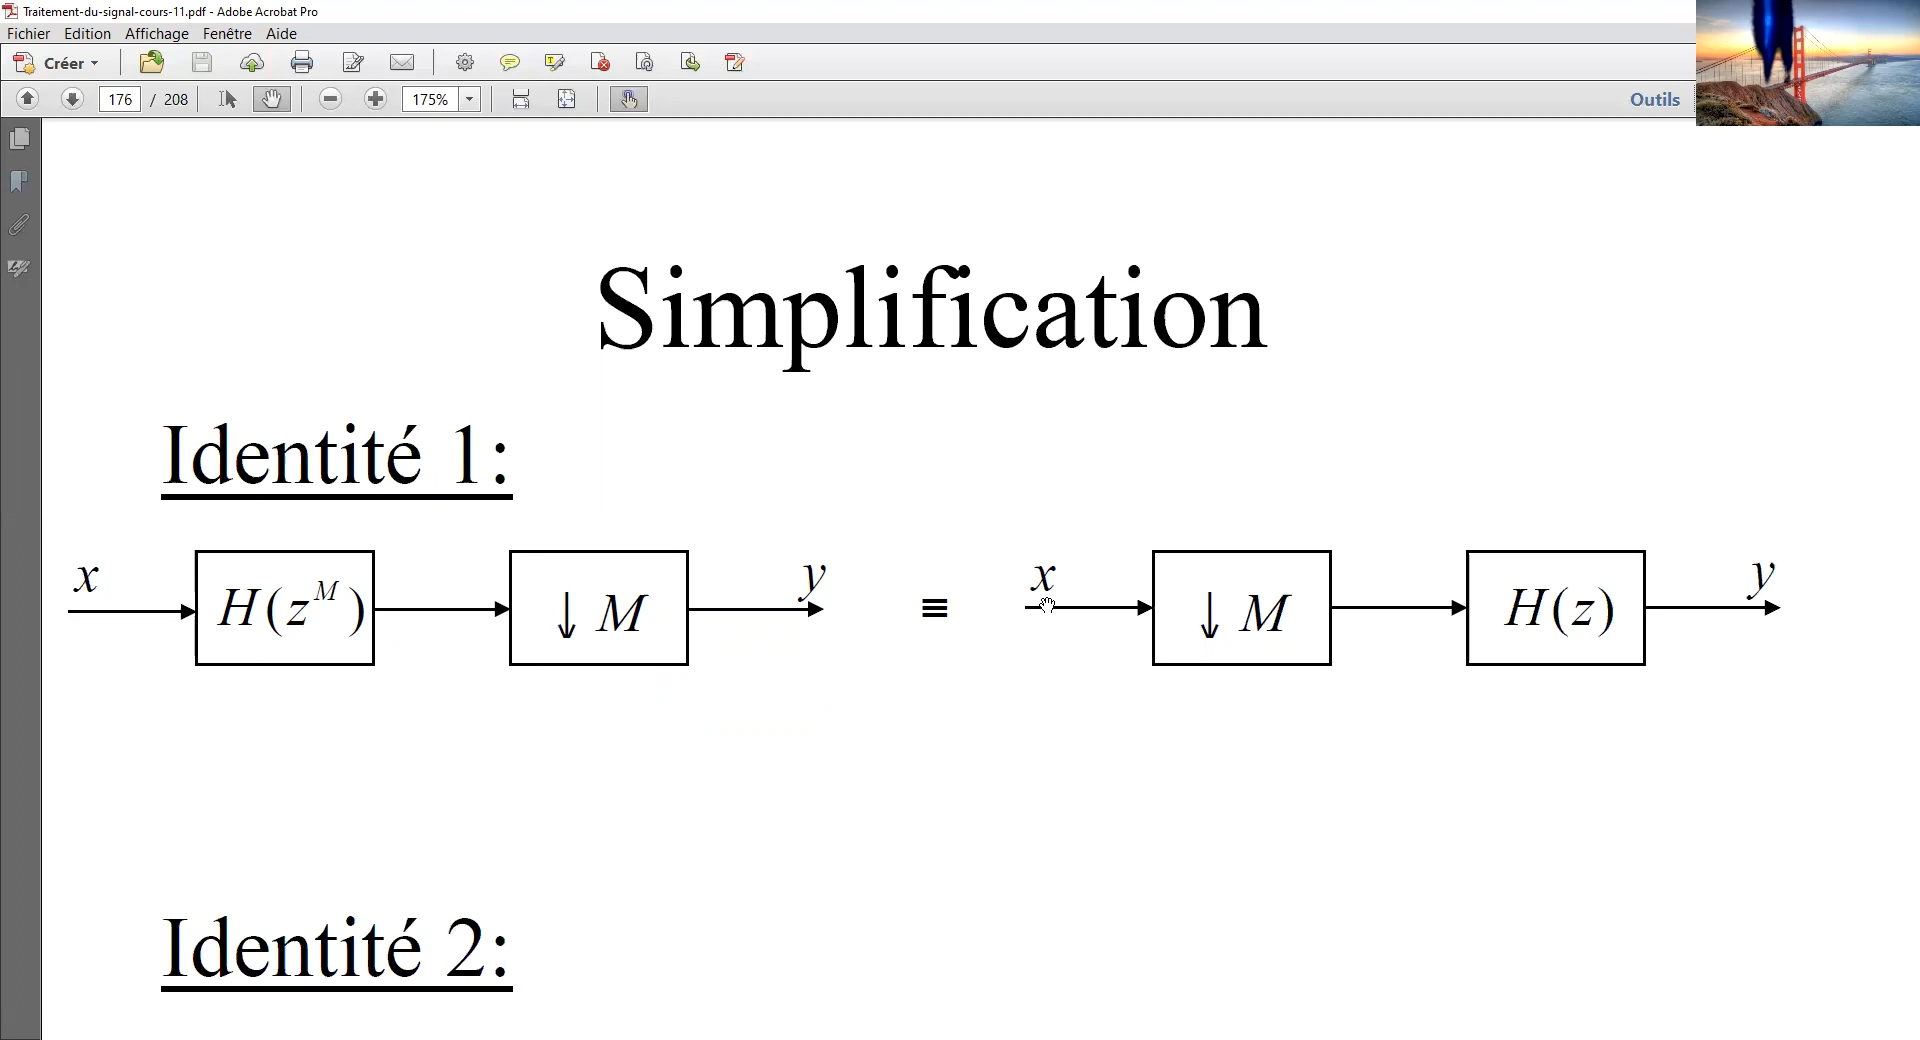 Traitement-du-signal-cours-11.pdf - Adobe Acrobat Pro
Fichier Edition Affichage Fenêtre Aide
Créer
176 / 208 175% Outils
Simplification
Identité 1:
x H(z^M) ↓ M y ≡ x ↓ M H(z) y
Identité 2: